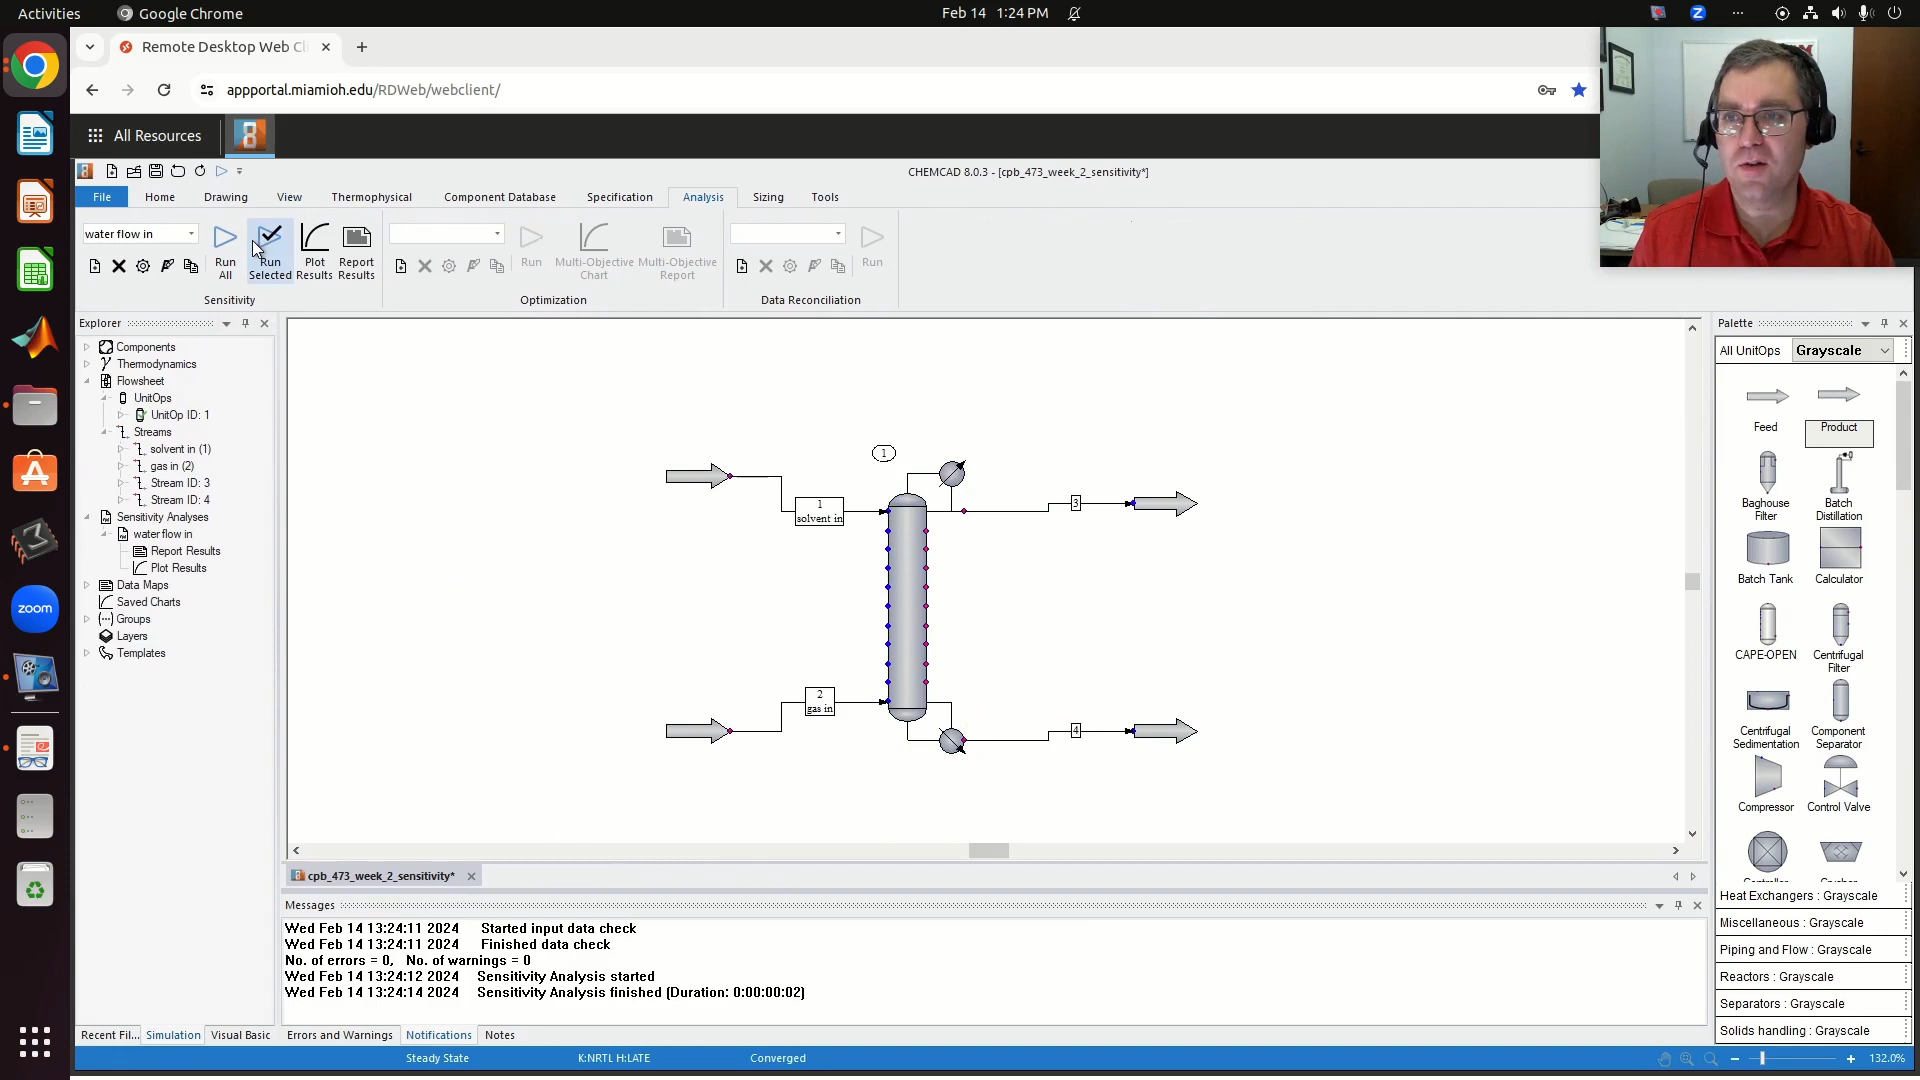 Activities
Google Chrome
Feb 14 1:24 PM
Remote Desktop Web Cl
appportal.miamioh.edu/RDWeb/webclient/
All Resources
CHEMCAD 8.0.3 - [cpb_473_week_2_sensitivity*]
File Home Drawing View Thermophysical Component Database Specification Analysis Sizing Tools
water flow in
Run All
Run Selected
Plot Results
Report Results
Run
Multi-Objective Chart
Multi-Objective Report
Run
Sensitivity
Optimization
Data Reconciliation
Explorer
Components
Thermodynamics
Flowsheet
UnitOps
UnitOp ID: 1
Streams
solvent in (1)
gas in (2)
Stream ID: 3
Stream ID: 4
Sensitivity Analyses
water flow in
Report Results
Plot Results
Data Maps
Saved Charts
Groups
Layers
Templates
Recent Fil... Simulation Visual Basic
1
1
solvent in
3
2
gas in
4
cpb_473_week_2_sensitivity*
Messages
Wed Feb 14 13:24:11 2024 Started input data check
Wed Feb 14 13:24:11 2024 Finished data check
No. of errors = 0, No. of warnings = 0
Wed Feb 14 13:24:12 2024 Sensitivity Analysis started
Wed Feb 14 13:24:14 2024 Sensitivity Analysis finished (Duration: 0:00:00:02)
Errors and Warnings Notifications Notes
Palette
All UnitOps Grayscale
Feed
Product
Baghouse Filter
Batch Distillation
Batch Tank
Calculator
CAPE-OPEN
Centrifugal Filter
Centrifugal Sedimentation
Component Separator
Compressor
Control Valve
Heat Exchangers : Grayscale
Miscellaneous : Grayscale
Piping and Flow : Grayscale
Reactors : Grayscale
Separators : Grayscale
Solids handling : Grayscale
Steady State
K:NRTL H:LATE
Converged
132.0%
zoom